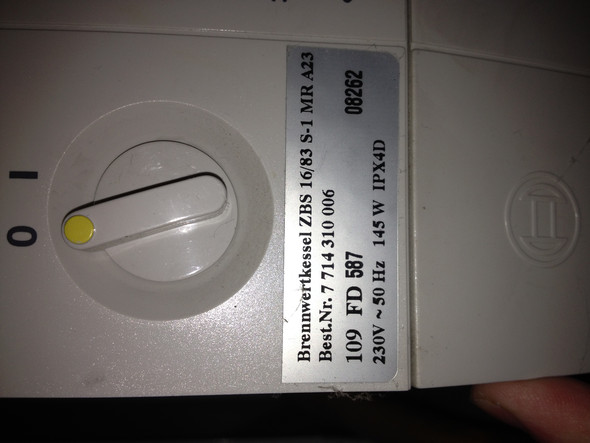 Brennwertkessel ZBS 16/83 S-1 MR A23
Best.Nr. 7 714 310 006
109 FD 587 08262
230V ~ 50 Hz 145 W IPX4D
O I